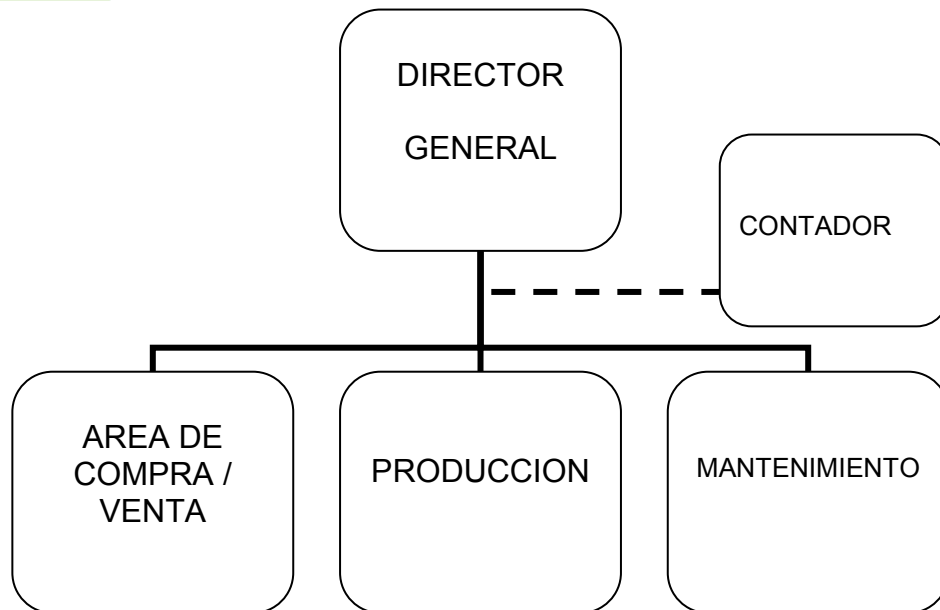 DIRECTOR
GENERAL
CONTADOR
AREA DE
COMPRA /
VENTA
PRODUCCION
MANTENIMIENTO